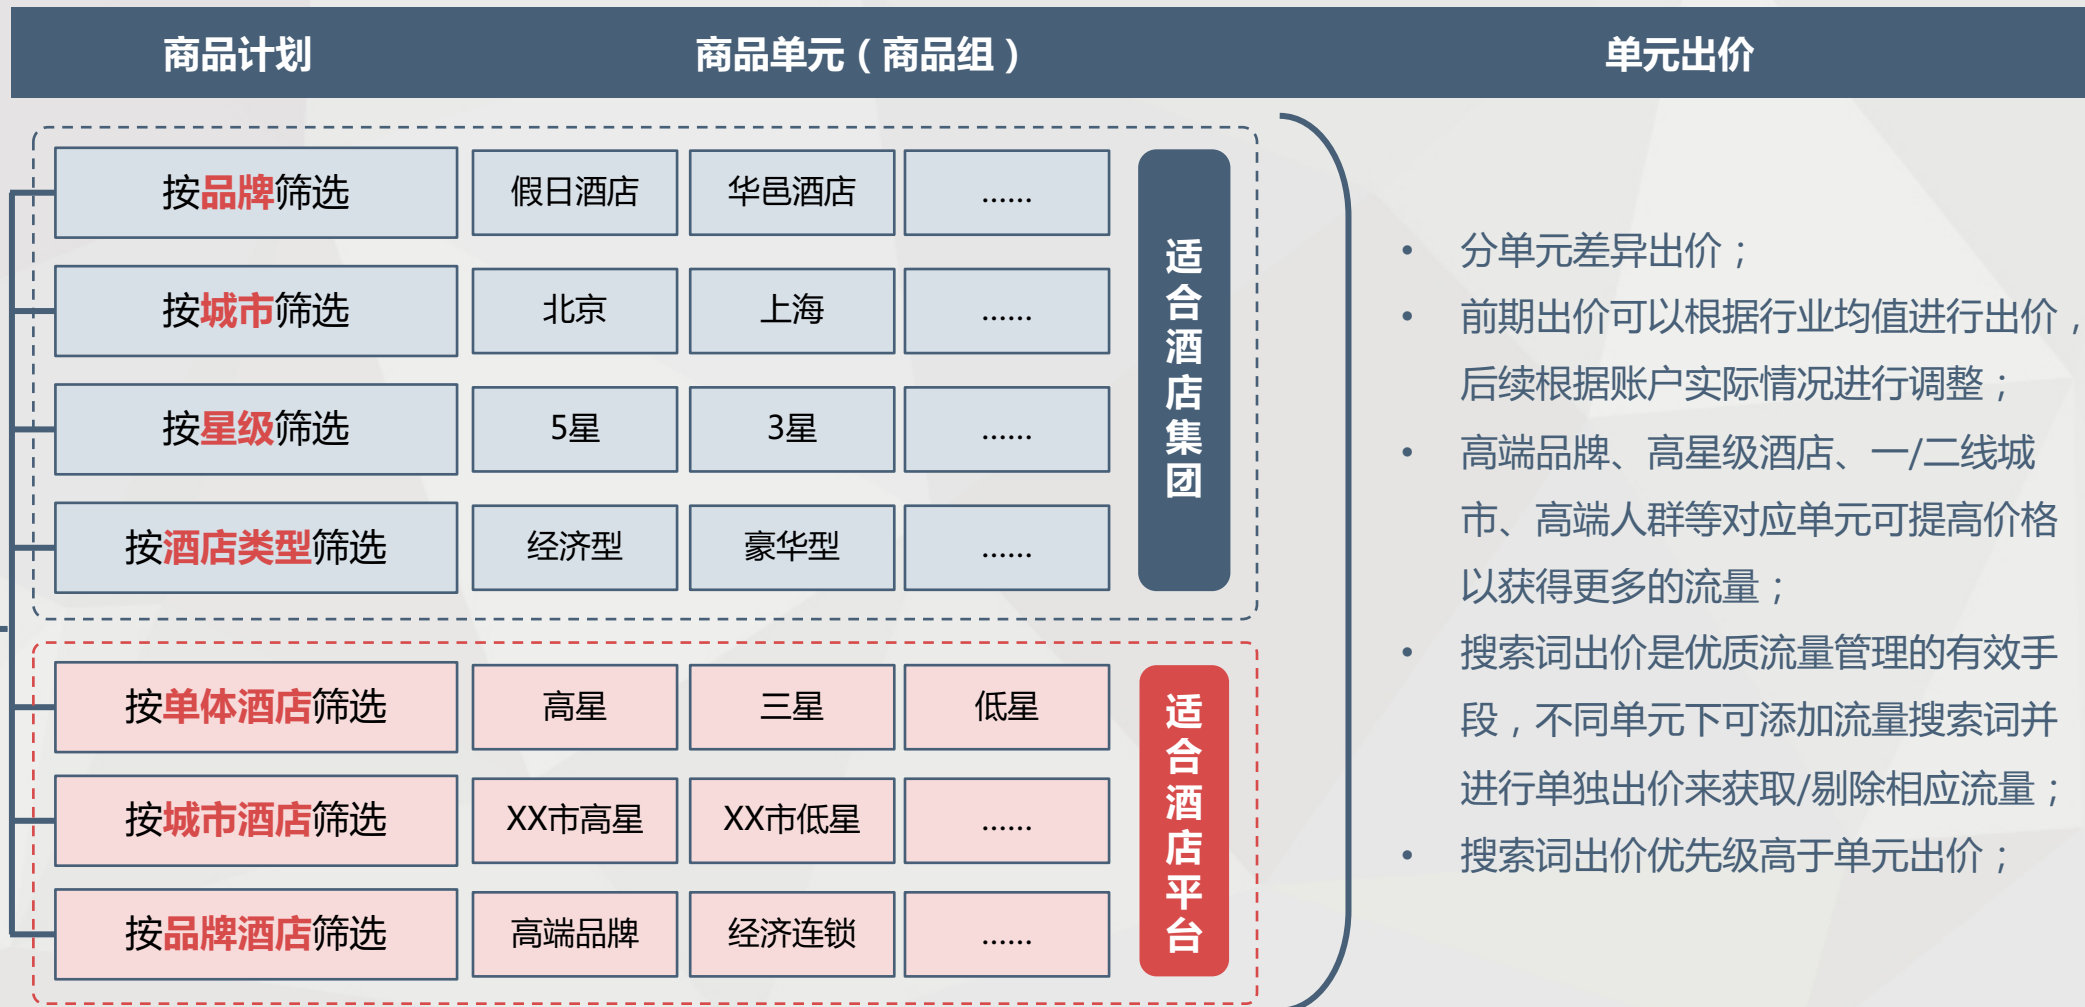 商品计划 商品单元（商品组） 单元出价
按品牌筛选 假日酒店 华邑酒店 ......
按城市筛选 北京 上海 ......
按星级筛选 5星 3星 ......
按酒店类型筛选 经济型 豪华型 ......
适合酒店集团
按单体酒店筛选 高星 三星 低星
按城市酒店筛选 XX市高星 XX市低星 ......
按品牌酒店筛选 高端品牌 经济连锁 ......
适合酒店平台
• 分单元差异出价；
• 前期出价可以根据行业均值进行出价，
后续根据账户实际情况进行调整；
• 高端品牌、高星级酒店、一/二线城
市、高端人群等对应单元可提高价格
以获得更多的流量；
• 搜索词出价是优质流量管理的有效手
段，不同单元下可添加流量搜索词并
进行单独出价来获取/剔除相应流量；
• 搜索词出价优先级高于单元出价；